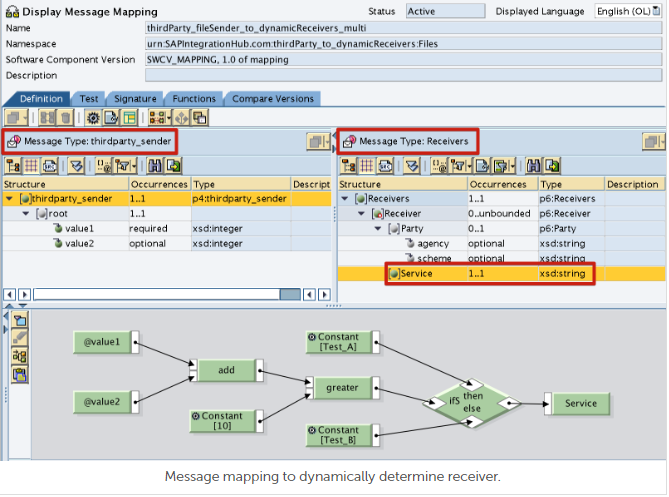 Display Message Mapping
Status Active Displayed Language English (OL)
Name thirdParty_fileSender_to_dynamicReceivers_multi
Namespace urn:SAPIntegrationHub.com:thirdParty_to_dynamicReceivers:Files
Software Component Version SWCV_MAPPING, 1.0 of mapping
Description
Definition Test Signature Functions Compare Versions
Message Type: thirdparty_sender
Message Type: Receivers
Structure Occurrences Type Descript
thirdparty_sender 1..1 p4:thirdparty_sender
root 1..1
value1 required xsd:integer
value2 optional xsd:integer
Structure Occurrences Type Description
Receivers 1..1 p6:Receivers
Receiver 0..unbounded p6:Receiver
Party 0..1 p6:Party
agency optional xsd:string
scheme optional xsd:string
Service 1..1 xsd:string
@value1
@value2
add
Constant
[10]
Constant
[Test_A]
greater
Constant
[Test_B]
ifS then
else
Service
Message mapping to dynamically determine receiver.